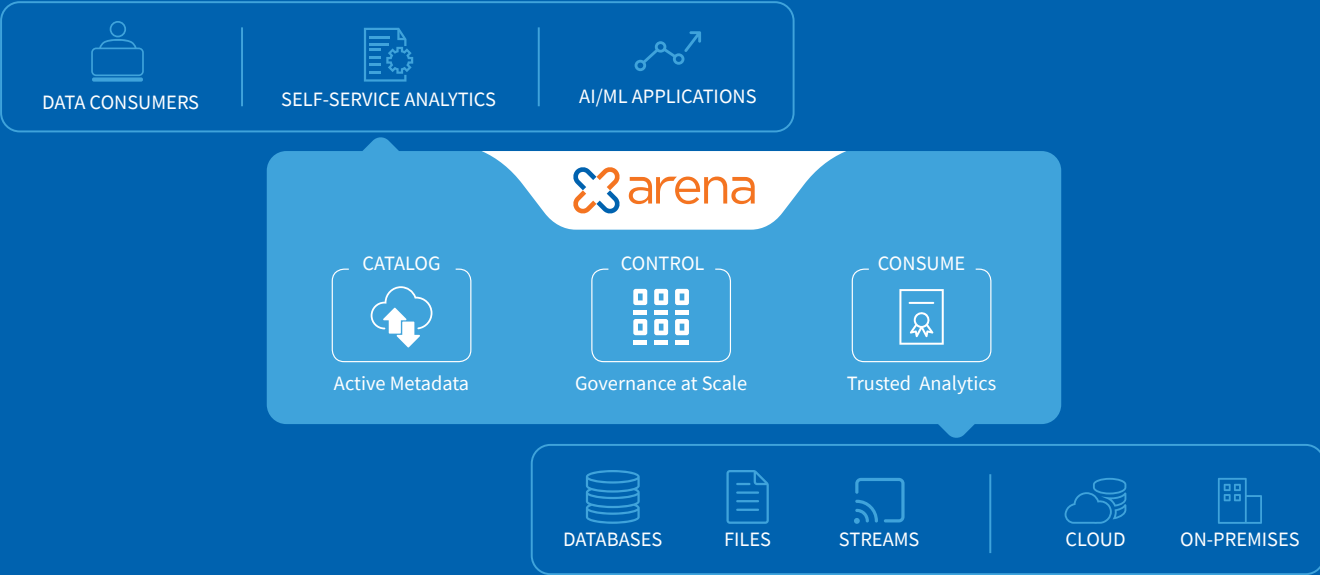 DATA CONSUMERS
SELF-SERVICE ANALYTICS
AI/ML APPLICATIONS
arena
CATALOG
CONTROL
CONSUME
Active Metadata
Governance at Scale
Trusted Analytics
DATABASES
FILES
STREAMS
CLOUD
ON-PREMISES